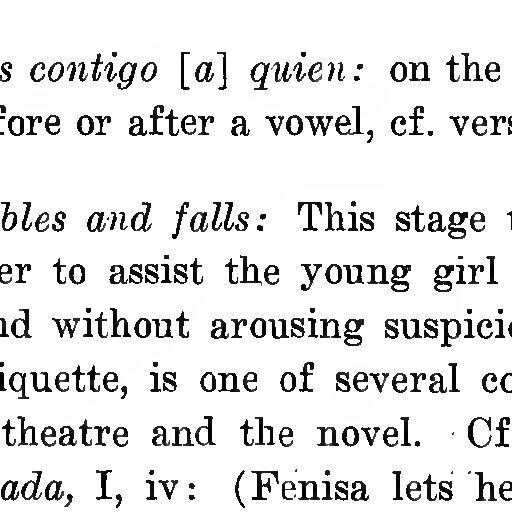 s contigo [a] quien: on the
fore or after a vowel, cf. vers
bles and falls: This stage
er to assist the young girl
nd without arousing suspici
iquette, is one of several co
theatre and the novel. Cf
ada, I, iv: (Fenisa lets he